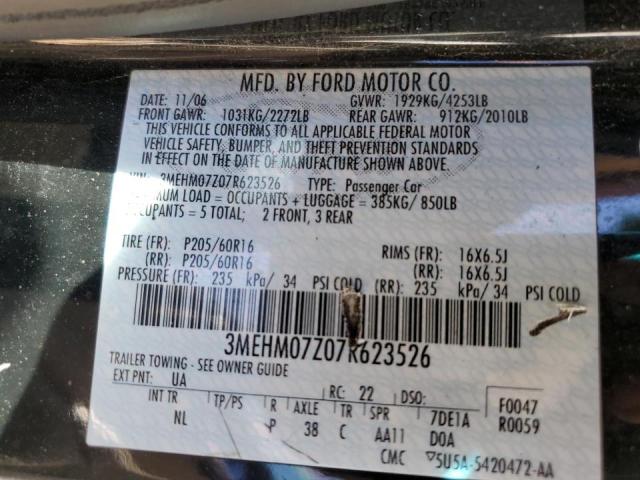 MFD. BY FORD MOTOR CO.
DATE: 11/06 GVWR: 1929KG/4253LB
FRONT GAWR: 1031KG/2272LB REAR GAWR: 912KG/2010LB
THIS VEHICLE CONFORMS TO ALL APPLICABLE FEDERAL MOTOR
VEHICLE SAFETY, BUMPER, AND THEFT PREVENTION STANDARDS
IN EFFECT ON THE DATE OF MANUFACTURE SHOWN ABOVE.
VIN: 3MEHM07Z07R623526 TYPE: Passenger Car
LOAD = OCCUPANTS + LUGGAGE = 385KG/ 850LB
5 TOTAL; 2 FRONT, 3 REAR
TIRE (FR): P205/60R16 RIMS (FR): 16X6.5J
(RR): P205/60R16 (RR): 16X6.5J
PRESSURE (FR): 235 kPa/ 34 PSI COLD (RR): 235 kPa/ 34 PSI COLD
3MEHM07Z07R623526
TRAILER TOWING - SEE OWNER GUIDE
EXT PNT: UA RC: 22 DSO: F0047
INT TR TP/PS R AXLE TR SPR 7DE1A R0059
NL P 38 C AA11 D0A
CMC 5U5A-5420472-AA